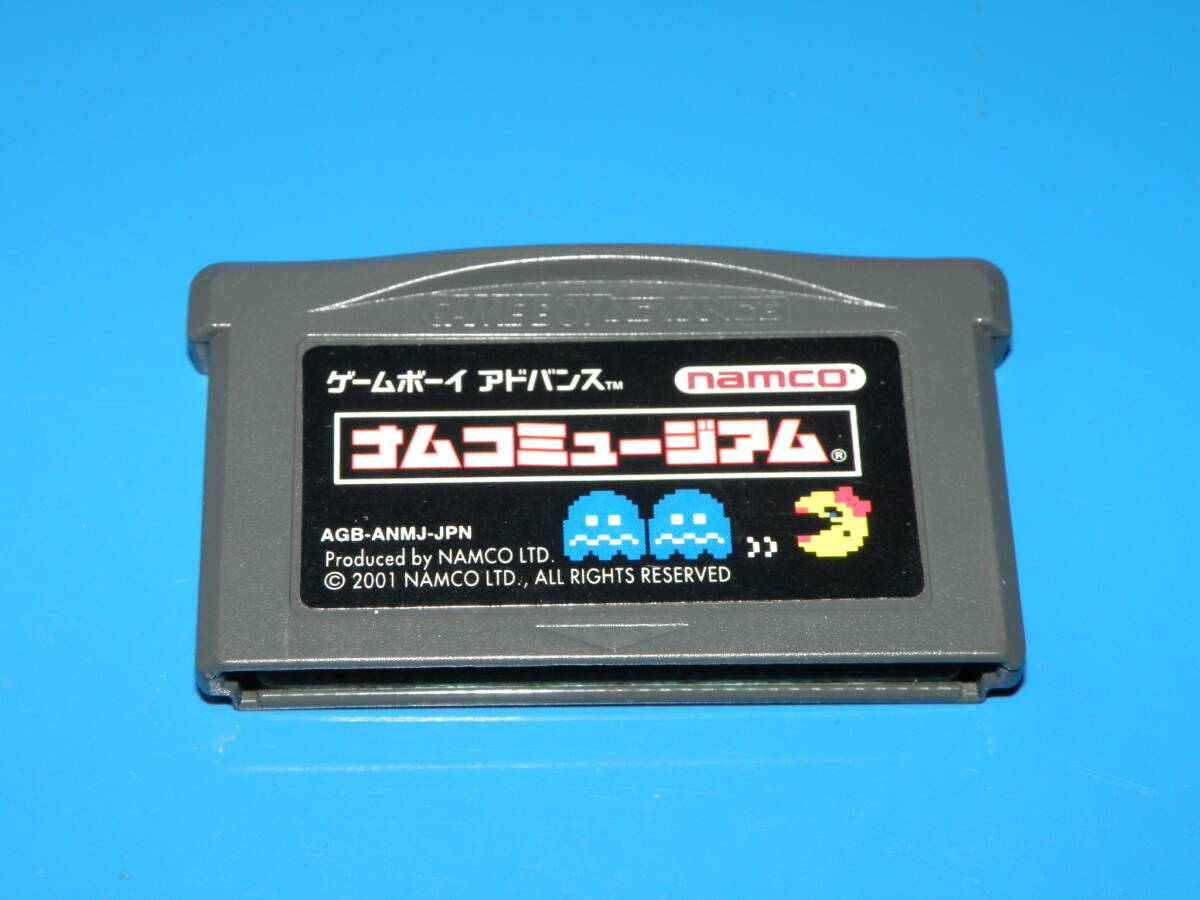 GAME BOY ADVANCE
ゲームボーイ アドバンス™
namco®
ナムコミュージアム®
AGB-ANMJ-JPN
Produced by NAMCO LTD.
© 2001 NAMCO LTD., ALL RIGHTS RESERVED